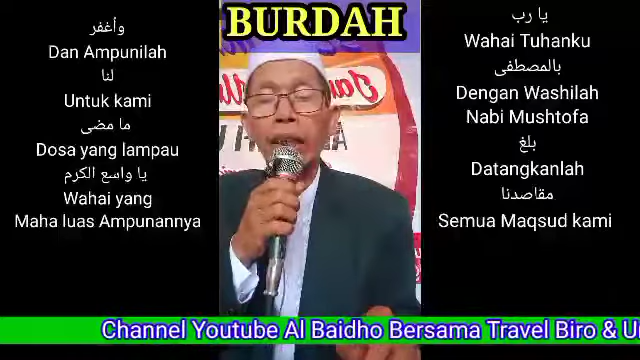 BURDAH
يا رب
Wahai Tuhanku
بالمصطفى
Dengan Washilah
Nabi Mushtofa
بلغ
Datangkanlah
مقاصدنا
Semua Maqsud kami
وأغفر
Dan Ampunilah
لنا
Untuk kami
ما مضى
Dosa yang lampau
يا واسع الكرم
Wahai yang
Maha luas Ampunannya
Channel Youtube Al Baidho Bersama Travel Biro &